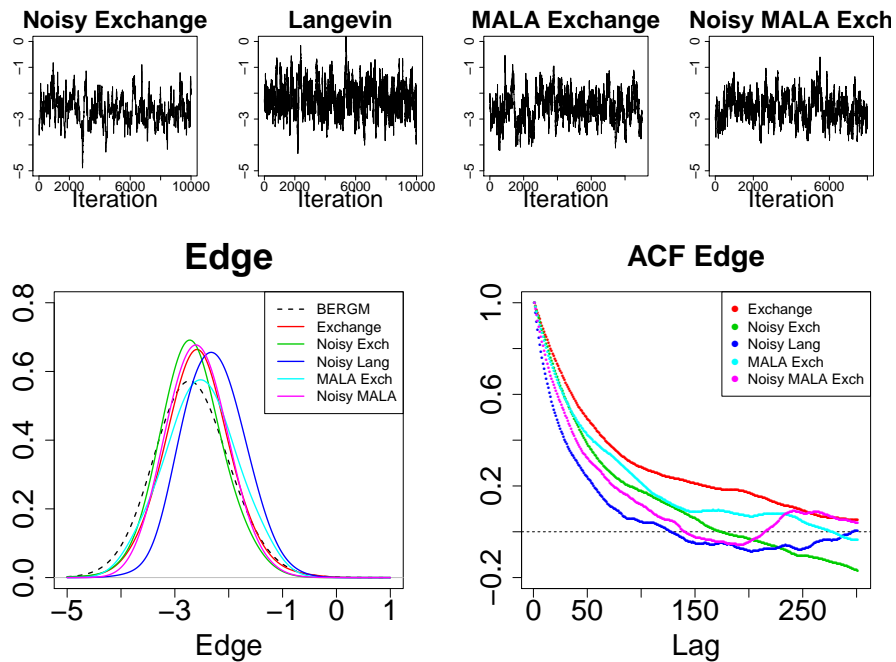 Noisy Exchange
Langevin
MALA Exchange
Noisy MALA Exch
0
−1
−3
−5
0 2000 6000 10000
Iteration
0
−1
−3
−5
0 2000 6000 10000
Iteration
0
−1
−3
−5
0 2000 6000
Iteration
0
−1
−3
−5
0 2000 6000
Iteration
Edge
0.8
0.6
0.4
0.2
0.0
BERGM
Exchange
Noisy Exch
Noisy Lang
MALA Exch
Noisy MALA
−5 −3 −1 0 1
Edge
ACF Edge
1.0
0.6
0.2
−0.2
Exchange
Noisy Exch
Noisy Lang
MALA Exch
Noisy MALA Exch
0 50 150 250
Lag